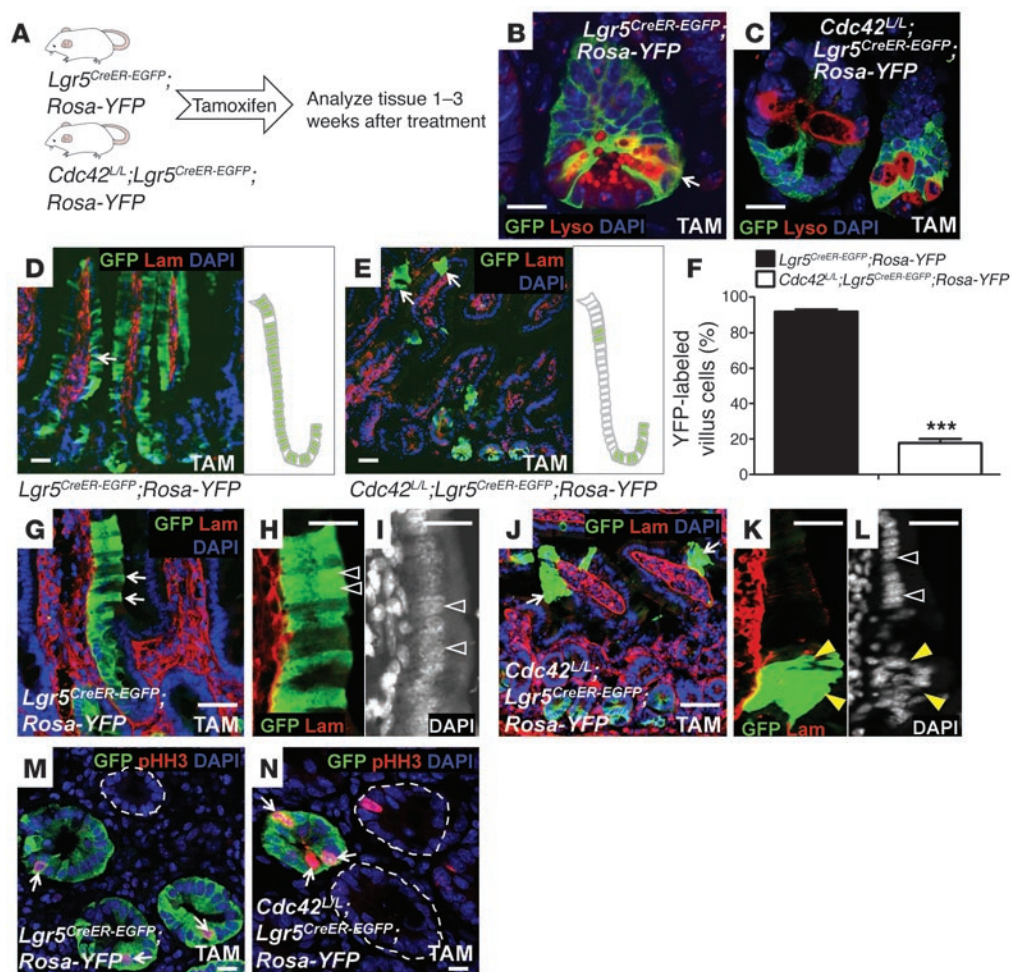 A
Lgr5CreER-EGFP;
Rosa-YFP
Cdc42L/L;Lgr5CreER-EGFP;
Rosa-YFP
Tamoxifen
Analyze tissue 1–3
weeks after treatment
B
Lgr5CreER-EGFP;
Rosa-YFP
GFP Lyso DAPI
TAM
C
Cdc42L/L;
Lgr5CreER-EGFP;
Rosa-YFP
GFP Lyso DAPI
TAM
D
GFP Lam DAPI
TAM
Lgr5CreER-EGFP;Rosa-YFP
E
GFP Lam
DAPI
TAM
Cdc42L/L;Lgr5CreER-EGFP;Rosa-YFP
F
Lgr5CreER-EGFP;Rosa-YFP
Cdc42L/L;Lgr5CreER-EGFP;Rosa-YFP
YFP-labeled
villus cells (%)
100
80
60
40
20
0
***
G
GFP Lam
DAPI
Lgr5CreER-EGFP;
Rosa-YFP
TAM
H
GFP Lam
I
DAPI
J
GFP Lam DAPI
Cdc42L/L;
Lgr5CreER-EGFP;
Rosa-YFP
TAM
K
GFP Lam
L
DAPI
M
GFP pHH3 DAPI
Lgr5CreER-EGFP;
Rosa-YFP
TAM
N
GFP pHH3 DAPI
Cdc42L/L;
Lgr5CreER-EGFP;
Rosa-YFP
TAM